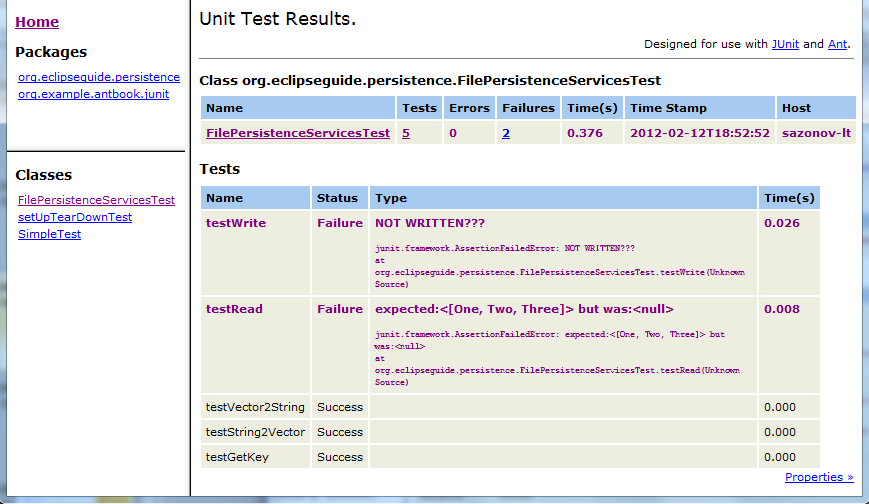 Home
Packages
org.eclipseguide.persistence
org.example.antbook.junit
Classes
FilePersistenceServicesTest
setUpTearDownTest
SimpleTest
Unit Test Results.
Designed for use with JUnit and Ant.
Class org.eclipseguide.persistence.FilePersistenceServicesTest
Name Tests Errors Failures Time(s) Time Stamp Host
FilePersistenceServicesTest 5 0 2 0.376 2012-02-12T18:52:52 sazonov-lt
Tests
Name Status Type Time(s)
testWrite Failure NOT WRITTEN??? 0.026
junit.framework.AssertionFailedError: NOT WRITTEN???
at
org.eclipseguide.persistence.FilePersistenceServicesTest.testWrite(Unknown
Source)
testRead Failure expected:<[One, Two, Three]> but was:<null> 0.008
junit.framework.AssertionFailedError: expected:<[One, Two, Three]> but
was:<null>
at
org.eclipseguide.persistence.FilePersistenceServicesTest.testRead(Unknown
Source)
testVector2String Success 0.000
testString2Vector Success 0.000
testGetKey Success 0.000
Properties »